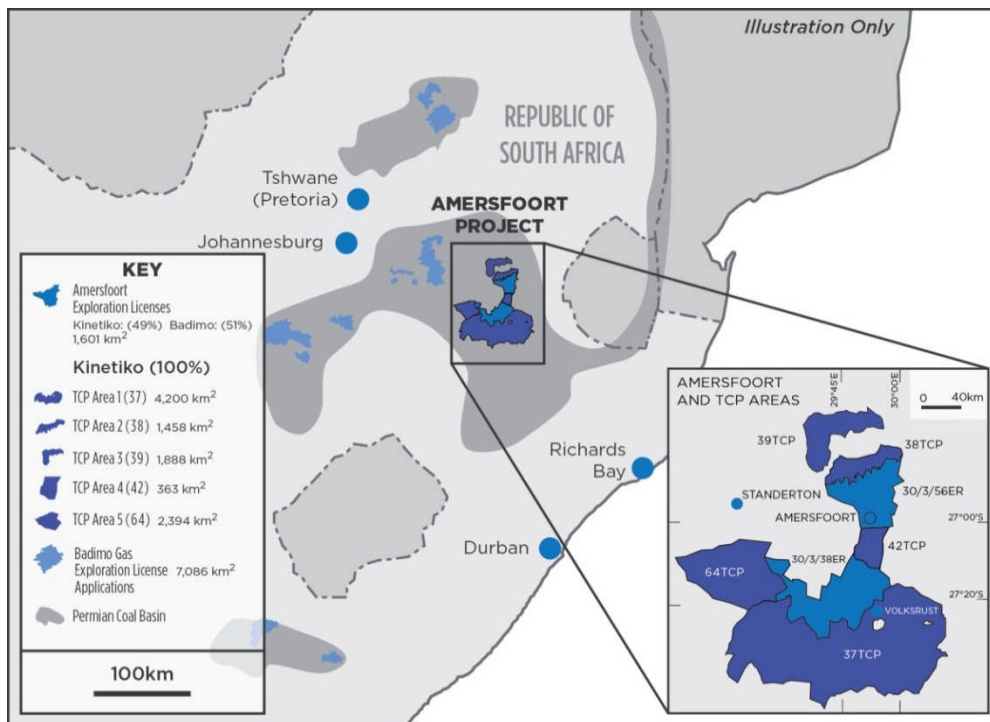 Illustration Only
REPUBLIC OF
SOUTH AFRICA
Tshwane
(Pretoria)
Johannesburg
AMERSFOORT
PROJECT
Richards
Bay
Durban
KEY
Amersfoort
Exploration Licenses
Kinetiko: (49%) Badimo: (51%)
1,601 km²
Kinetiko (100%)
TCP Area 1 (37) 4,200 km²
TCP Area 2 (38) 1,458 km²
TCP Area 3 (39) 1,888 km²
TCP Area 4 (42) 363 km²
TCP Area 5 (64) 2,394 km²
Badimo Gas
Exploration License 7,086 km²
Applications
Permian Coal Basin
100km
AMERSFOORT
AND TCP AREAS
29°45E
30°00E
0 40km
39TCP
38TCP
30/3/56ER
STANDERTON
AMERSFOORT
27°00'S
42TCP
30/3/38ER
64TCP
27°20'S
VOLKSRUST
37TCP